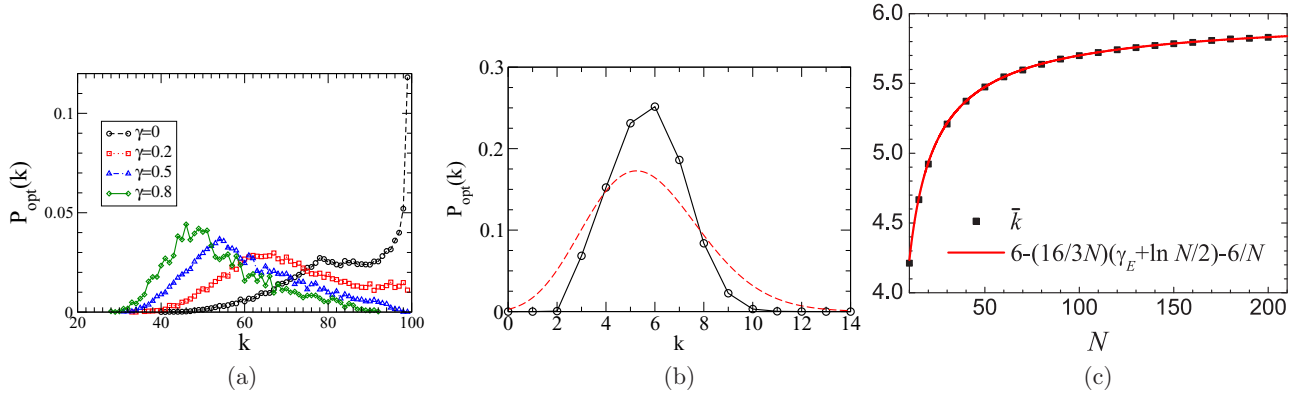 0.1
0.05
0
P_opt(k)
γ=0
γ=0.2
γ=0.5
γ=0.8
20 40 60 80 100
k
(a)
0.3
0.2
0.1
0.0
P_opt(k)
0 2 4 6 8 10 12 14
k
(b)
6.0
5.5
5.0
4.5
4.0
k̄
6-(16/3N)(γ_E+ln N/2)-6/N
50 100 150 200
N
(c)